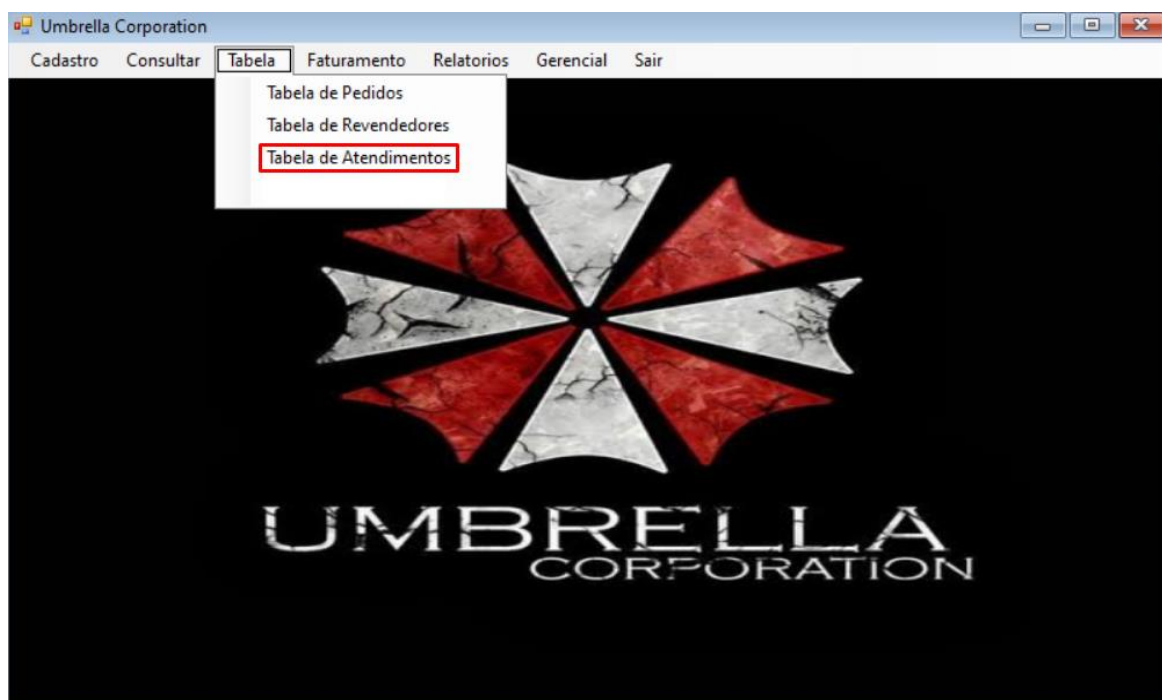 Umbrella Corporation
Cadastro Consultar Tabela Faturamento Relatorios Gerencial Sair
Tabela de Pedidos
Tabela de Revendedores
Tabela de Atendimentos
UMBRELLA
CORPORATION